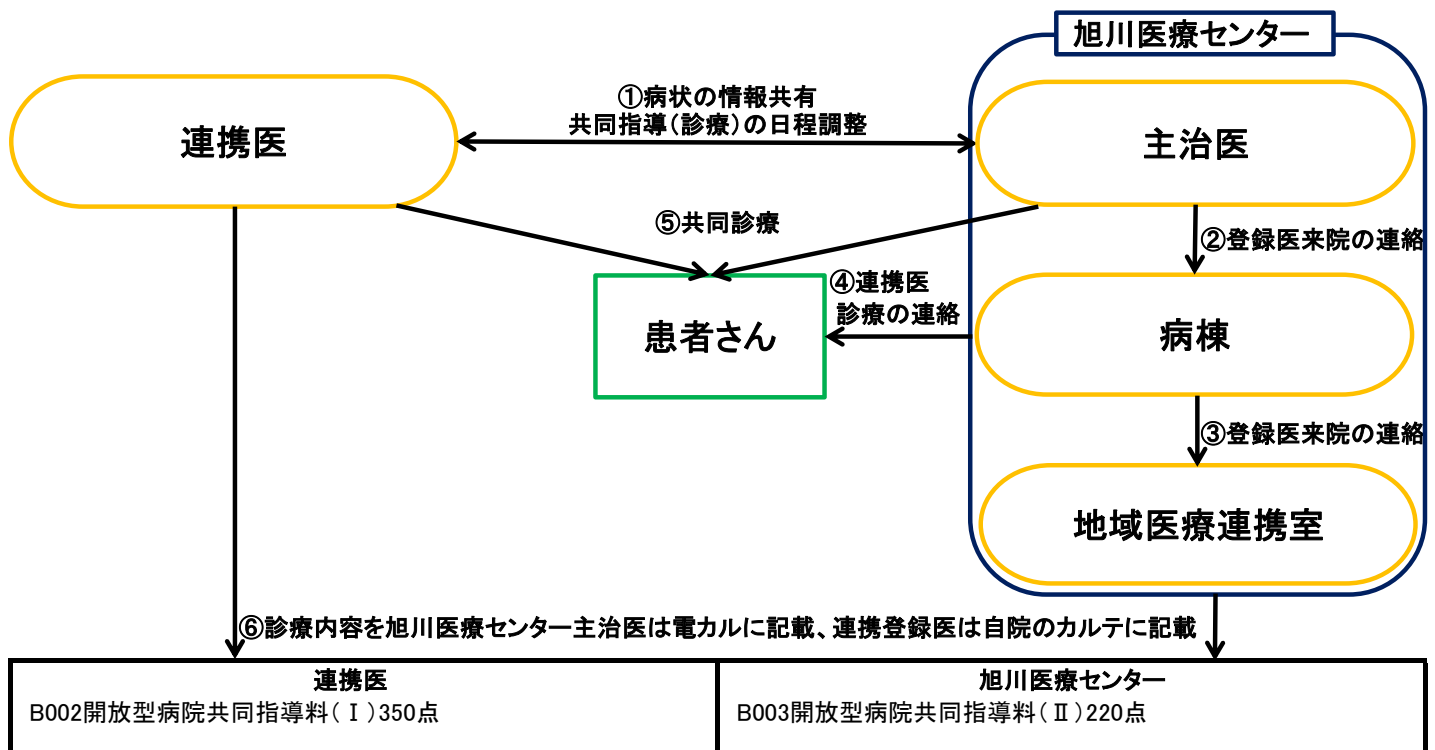 旭川医療センター
①病状の情報共有
共同指導（診療）の日程調整
連携医
主治医
⑤共同診療
②登録医来院の連絡
④連携医
診療の連絡
患者さん
病棟
③登録医来院の連絡
地域医療連携室
⑥診療内容を旭川医療センター主治医は電カルに記載、連携登録医は自院のカルテに記載
連携医
B002開放型病院共同指導料（Ⅰ）350点
旭川医療センター
B003開放型病院共同指導料（Ⅱ）220点